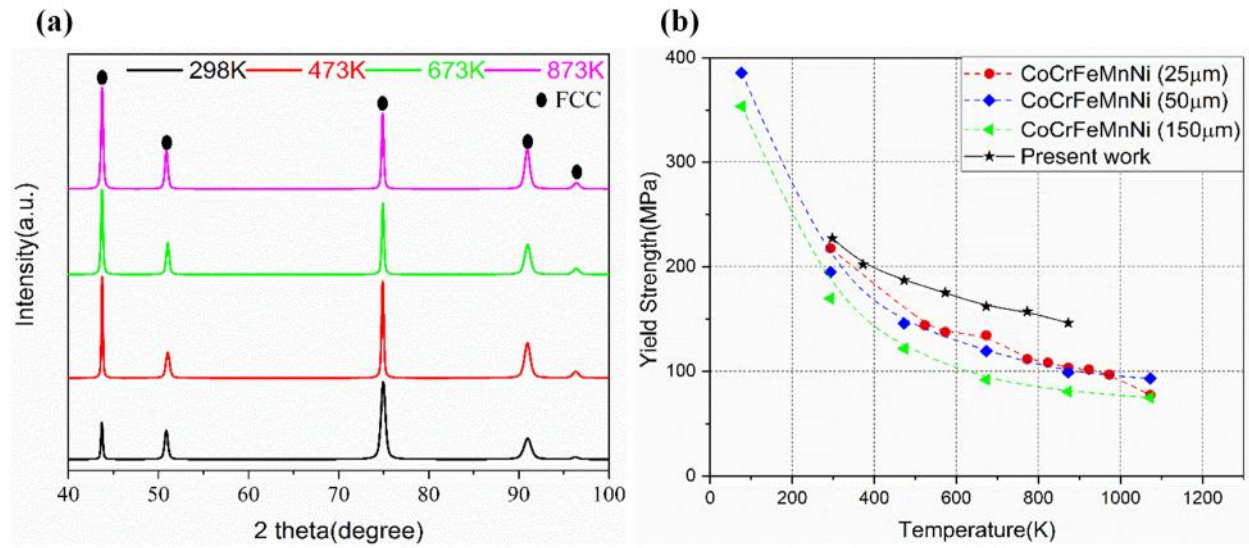 (a)
298K 473K 673K 873K
FCC
Intensity(a.u.)
40 50 60 70 80 90 100
2 theta(degree)
(b)
400
300
200
100
0
Yield Strength(MPa)
CoCrFeMnNi (25μm)
CoCrFeMnNi (50μm)
CoCrFeMnNi (150μm)
Present work
0 200 400 600 800 1000 1200
Temperature(K)